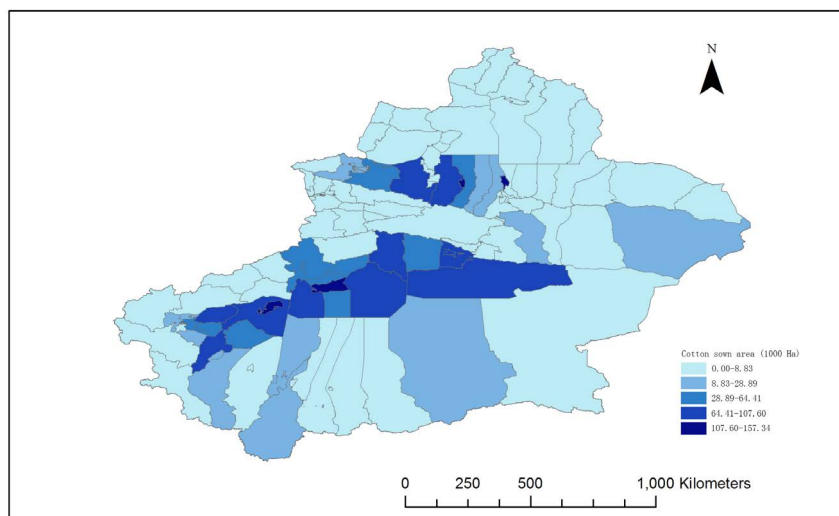 N
Cotton sown area (1000 Ha)
0.00-8.83
8.83-28.89
28.89-64.41
64.41-107.60
107.60-157.34
0 250 500 1,000 Kilometers